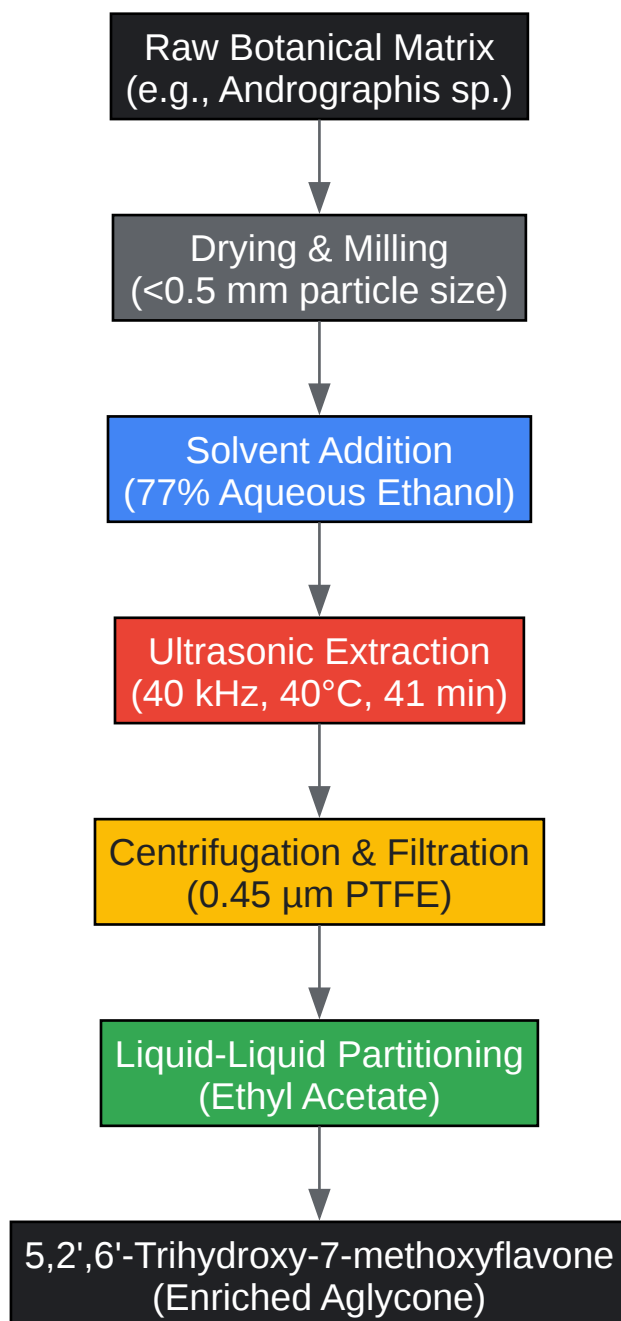 Raw Botanical Matrix
(e.g., Andrographis sp.)
Drying & Milling
(<0.5 mm particle size)
Solvent Addition
(77% Aqueous Ethanol)
Ultrasonic Extraction
(40 kHz, 40°C, 41 min)
Centrifugation & Filtration
(0.45 µm PTFE)
Liquid-Liquid Partitioning
(Ethyl Acetate)
5,2',6'-Trihydroxy-7-methoxyflavone
(Enriched Aglycone)